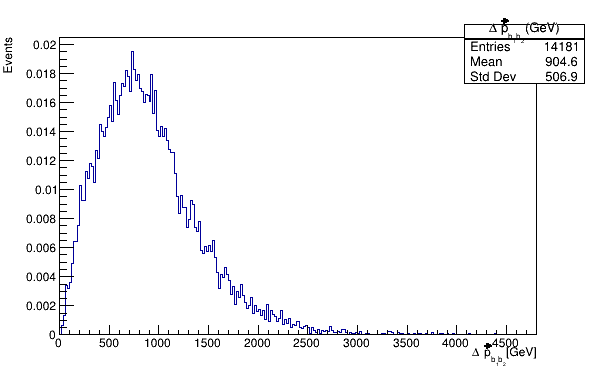 Δ p⃗ b₁b₂ (GeV)
Entries 14181
Mean 904.6
Std Dev 506.9
Events
0.02
0.018
0.016
0.014
0.012
0.01
0.008
0.006
0.004
0.002
0
0 500 1000 1500 2000 2500 3000 3500 4000 4500
Δ p⃗ b₁b₂ [GeV]